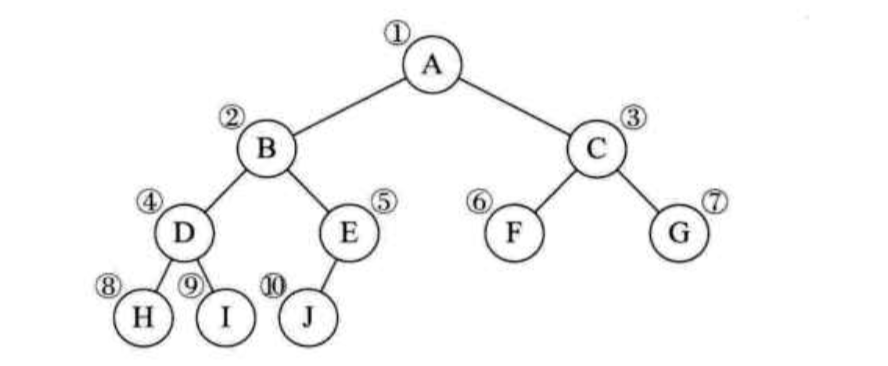 ①
A
② ③
B C
④ ⑤ ⑥ ⑦
D E F G
⑧ ⑨ ⑩
H I J